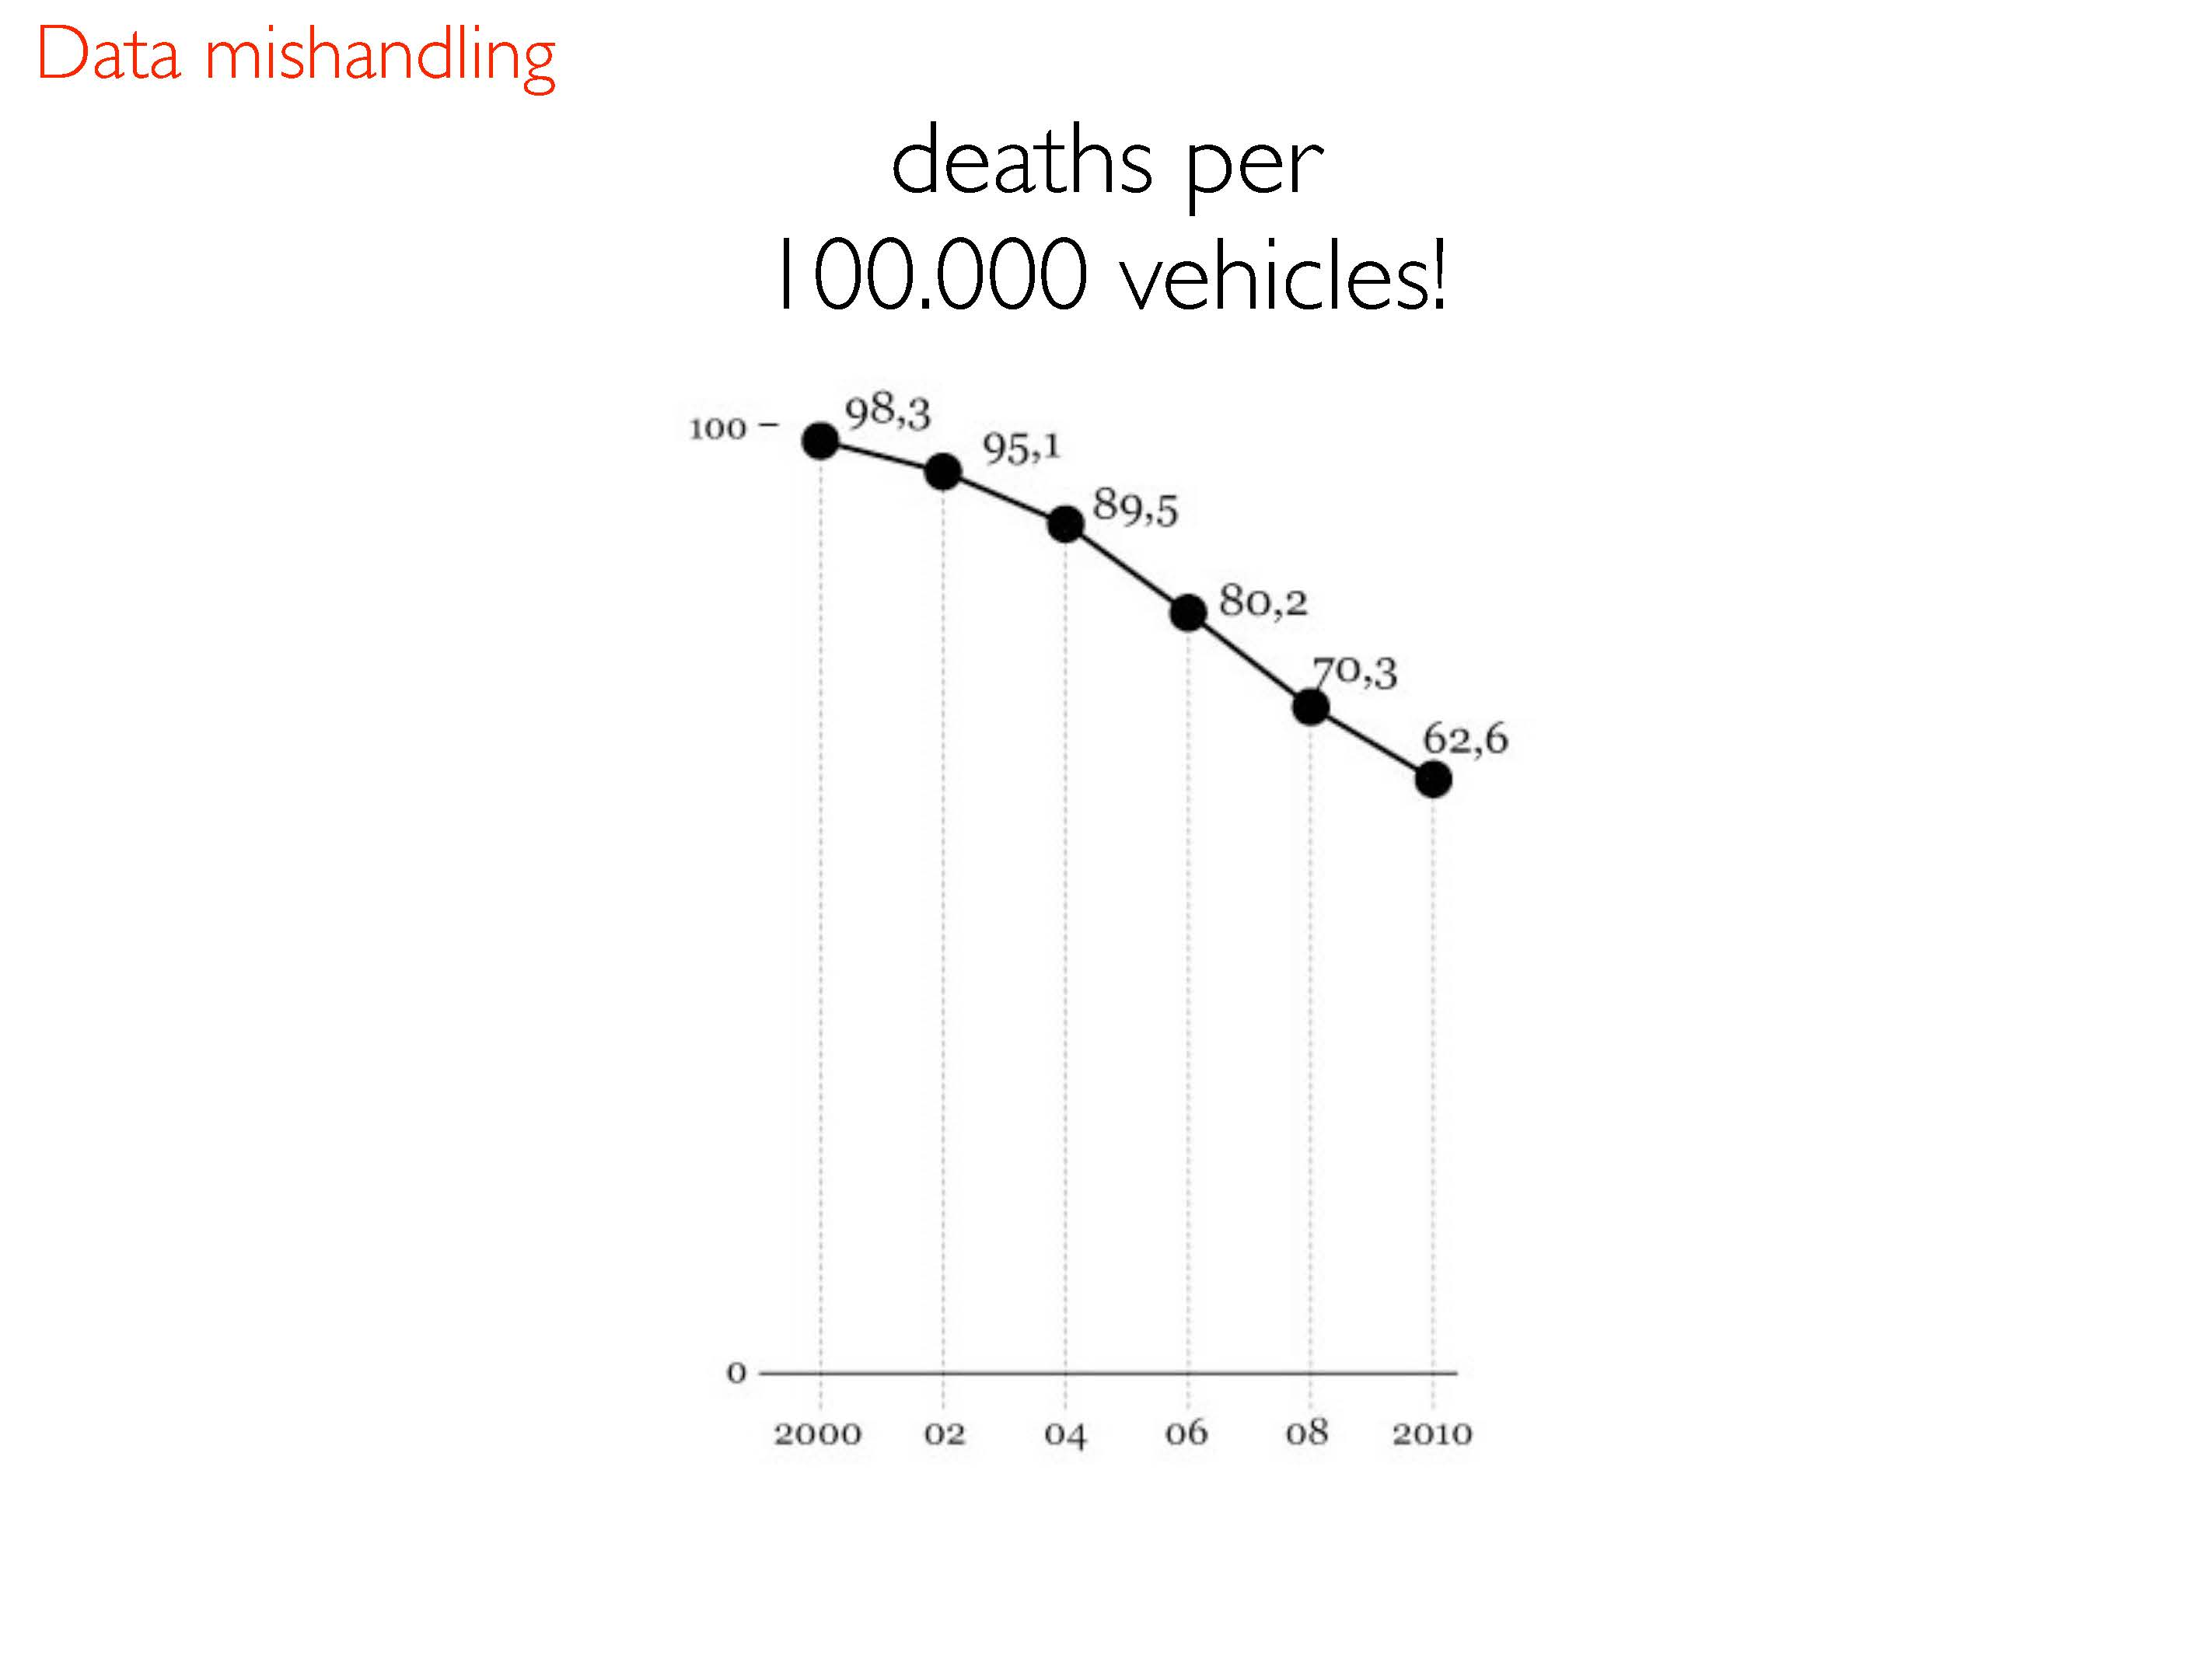 Data mishandling
deaths per
100.000 vehicles!
100
98,3
95,1
89,5
80,2
70,3
62,6
0
2000 02 04 06 08 2010